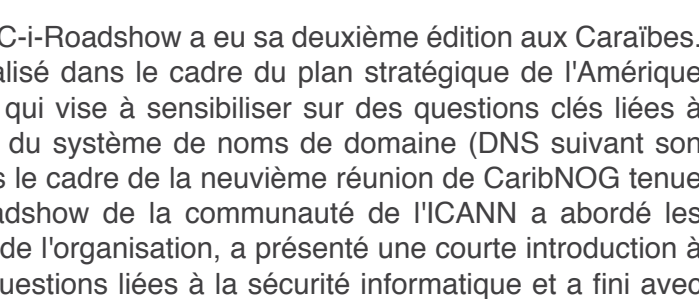 C-i-Roadshow a eu sa deuxième édition aux Caraïbes.
alisé dans le cadre du plan stratégique de l'Amérique
qui vise à sensibiliser sur des questions clés liées à
du système de noms de domaine (DNS suivant son
s le cadre de la neuvième réunion de CaribNOG tenue
adshow de la communauté de l'ICANN a abordé les
de l'organisation, a présenté une courte introduction à
uestions liées à la sécurité informatique et a fini avec